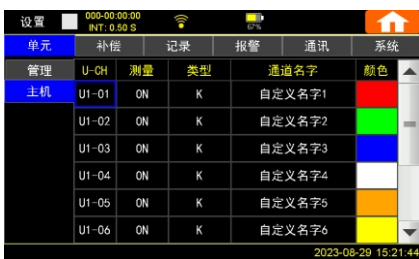 设置 000-00:00:00
INT: 0.50 S
67%
单元 补偿 记录 报警 通讯 系统
管理 U-CH 测量 类型 通道名字 颜色
主机 U1-01 ON K 自定义名字1
U1-02 ON K 自定义名字2
U1-03 ON K 自定义名字3
U1-04 ON K 自定义名字4
U1-05 ON K 自定义名字5
U1-06 ON K 自定义名字6
2023-08-29 15:21:44